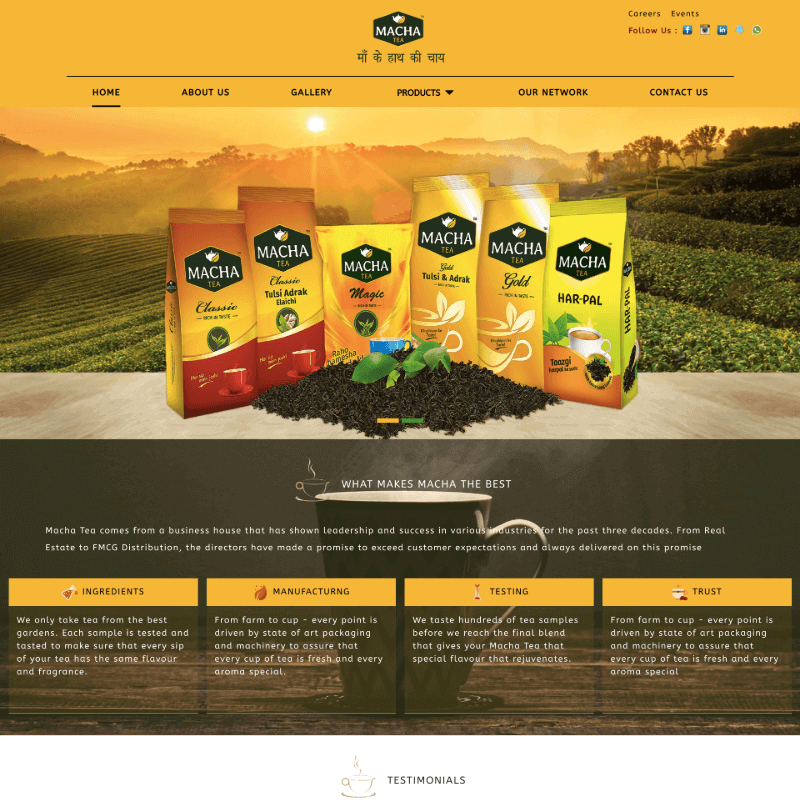 Careers Events
MACHA
TEA
माँ के हाथ की चाय
Follow Us :
HOME ABOUT US GALLERY PRODUCTS OUR NETWORK CONTACT US
MACHA
TEA
Classic
RICH IN TASTE
MACHA
TEA
Classic
Tulsi Adrak
Elaichi
MACHA
TEA
Magic
RICH IN TASTE
MACHA
TEA
Gold
Tulsi & Adrak
MACHA
TEA
Gold
RICH IN TASTE
MACHA
TEA
HAR-PAL
Taazgi
HAR-PAL
WHAT MAKES MACHA THE BEST
Macha Tea comes from a business house that has shown leadership and success in various industries for the past three decades. From Real
Estate to FMCG Distribution, the directors have made a promise to exceed customer expectations and always delivered on this promise
INGREDIENTS
We only take tea from the best
gardens. Each sample is tested and
tasted to make sure that every sip
of your tea has the same flavour
and fragrance.
MANUFACTURNG
From farm to cup - every point is
driven by state of art packaging
and machinery to assure that
every cup of tea is fresh and every
aroma special.
TESTING
We taste hundreds of tea samples
before we reach the final blend
that gives your Macha Tea that
special flavour that rejuvenates.
TRUST
From farm to cup - every point is
driven by state of art packaging
and machinery to assure that
every cup of tea is fresh and every
aroma special
TESTIMONIALS